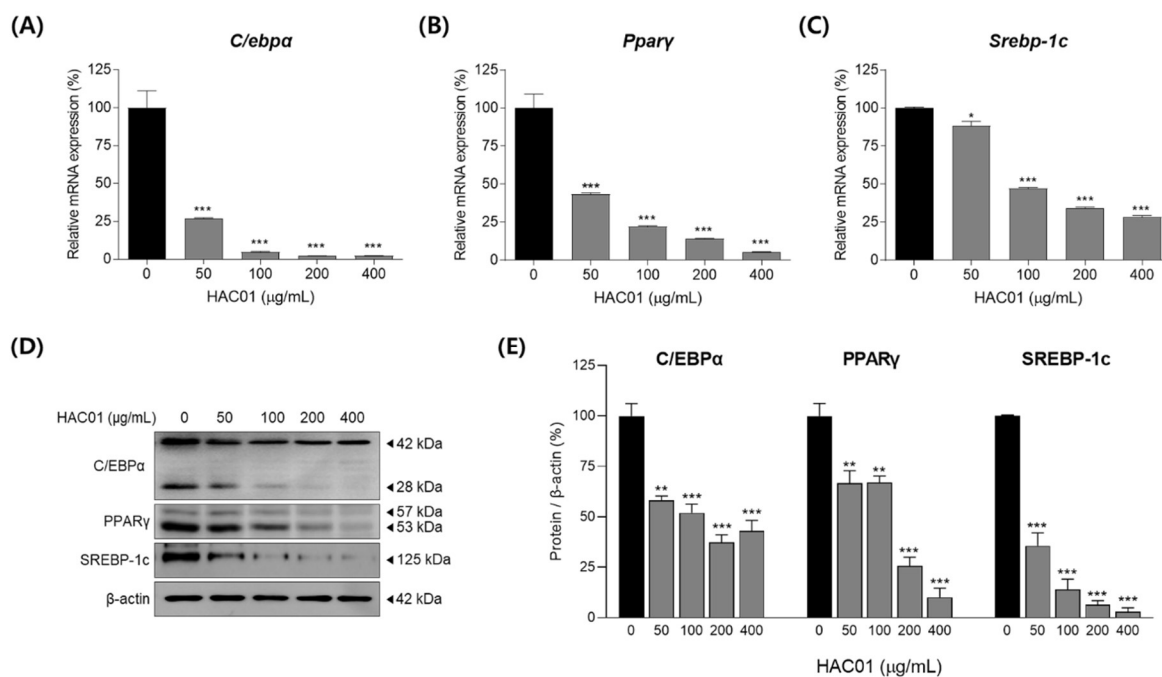 (A)
C/ebpα
Relative mRNA expression (%)
125
100
75
50
25
0
***
***
***
***
0 50 100 200 400
HAC01 (μg/mL)
(B)
Pparγ
Relative mRNA expression (%)
125
100
75
50
25
0
***
***
***
***
0 50 100 200 400
HAC01 (μg/mL)
(C)
Srebp-1c
Relative mRNA expression (%)
125
100
75
50
25
0
*
***
***
***
0 50 100 200 400
HAC01 (μg/mL)
(D)
HAC01 (μg/mL) 0 50 100 200 400
C/EBPα
◄42 kDa
◄28 kDa
PPARγ
◄57 kDa
◄53 kDa
SREBP-1c ◄125 kDa
β-actin ◄42 kDa
(E)
C/EBPα PPARγ SREBP-1c
Protein / β-actin (%)
125
100
75
50
25
0
** *** *** ***
** ** *** ***
*** *** *** ***
0 50 100 200 400 0 50 100 200 400 0 50 100 200 400
HAC01 (μg/mL)